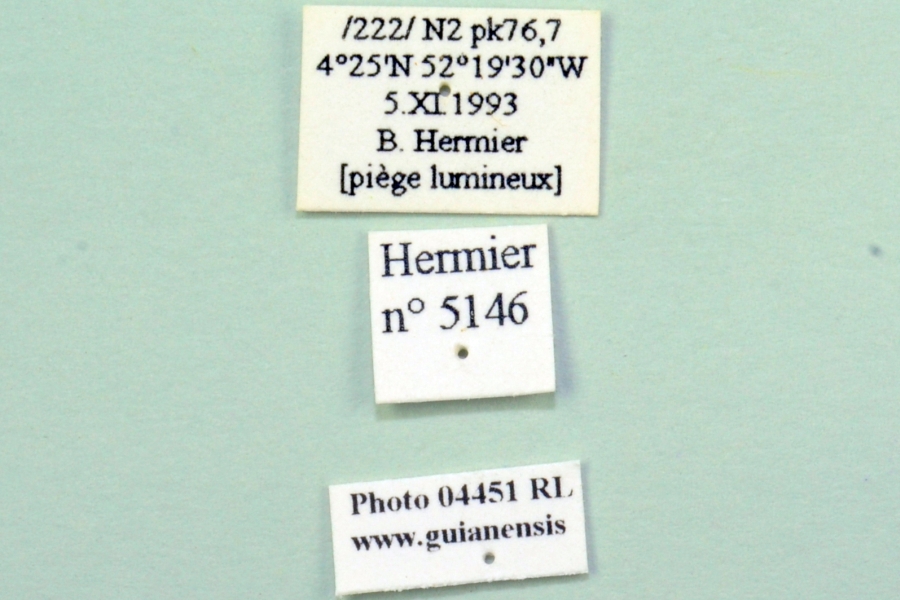 /222/ N2 pk76,7
4°25'N 52°19'30"W
5.XI.1993
B. Hermier
[piège lumineux]
Hermier
n° 5146
Photo 04451 RL
www.guianensis